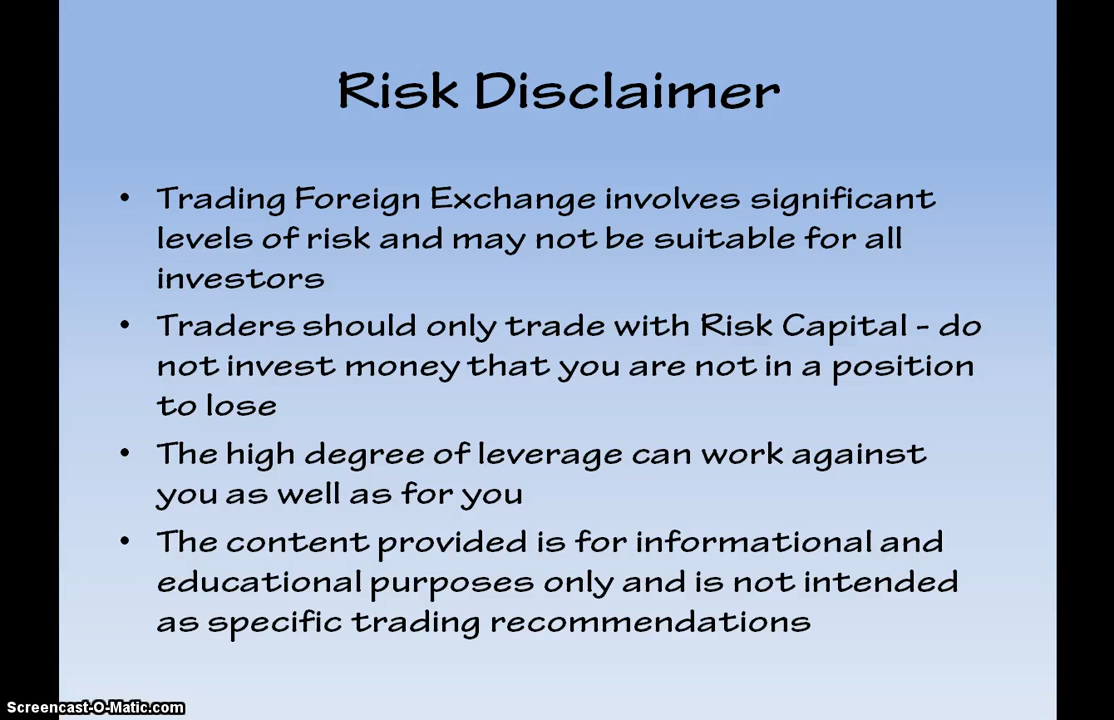 Risk Disclaimer
• Trading Foreign Exchange involves significant
levels of risk and may not be suitable for all
investors
• Traders should only trade with Risk Capital - do
not invest money that you are not in a position
to lose
• The high degree of leverage can work against
you as well as for you
• The content provided is for informational and
educational purposes only and is not intended
as specific trading recommendations
Screencast-O-Matic.com